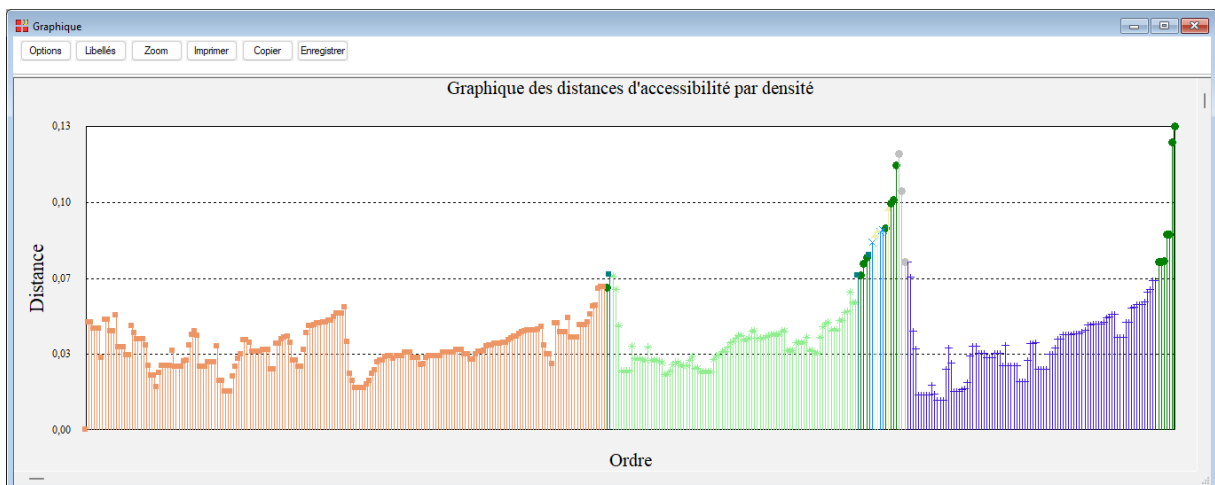 Graphique
Options Libellés Zoom Imprimer Copier Enregistrer
Graphique des distances d'accessibilité par densité
0,13
0,10
0,07
0,03
0,00
Distance
Ordre